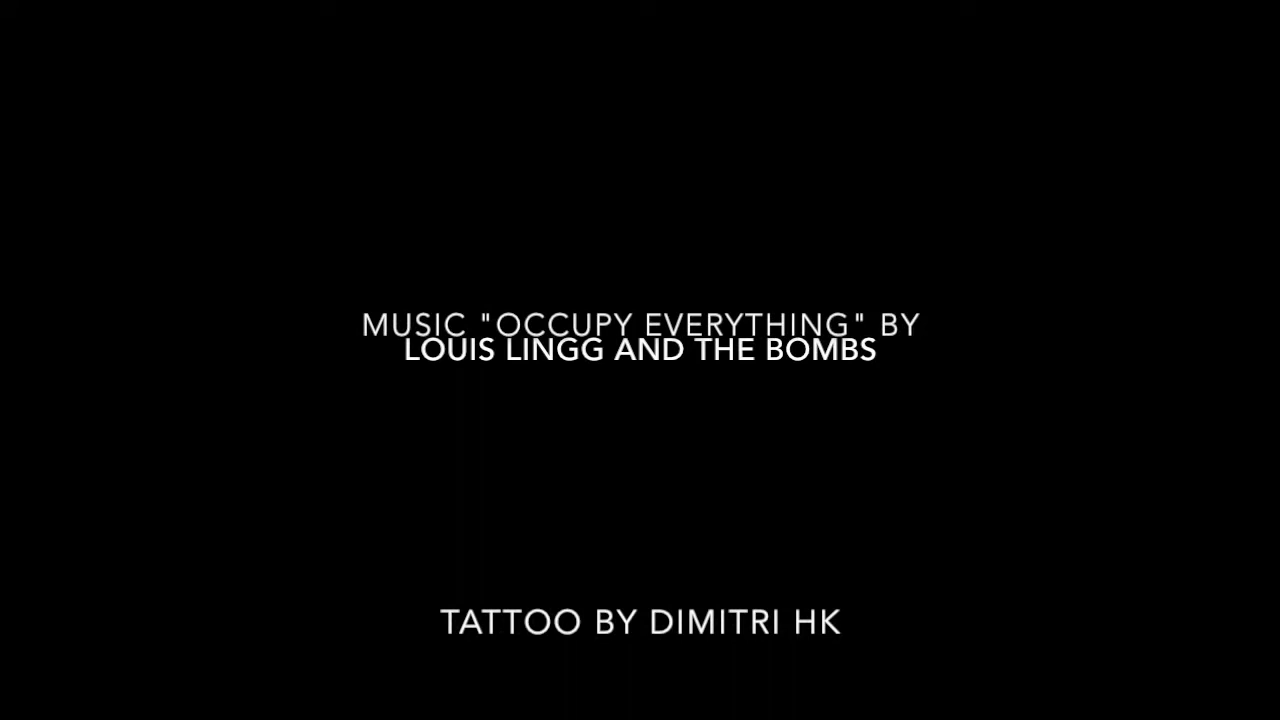 MUSIC "OCCUPY EVERYTHING" BY
LOUIS LINGG AND THE BOMBS
TATTOO BY DIMITRI HK